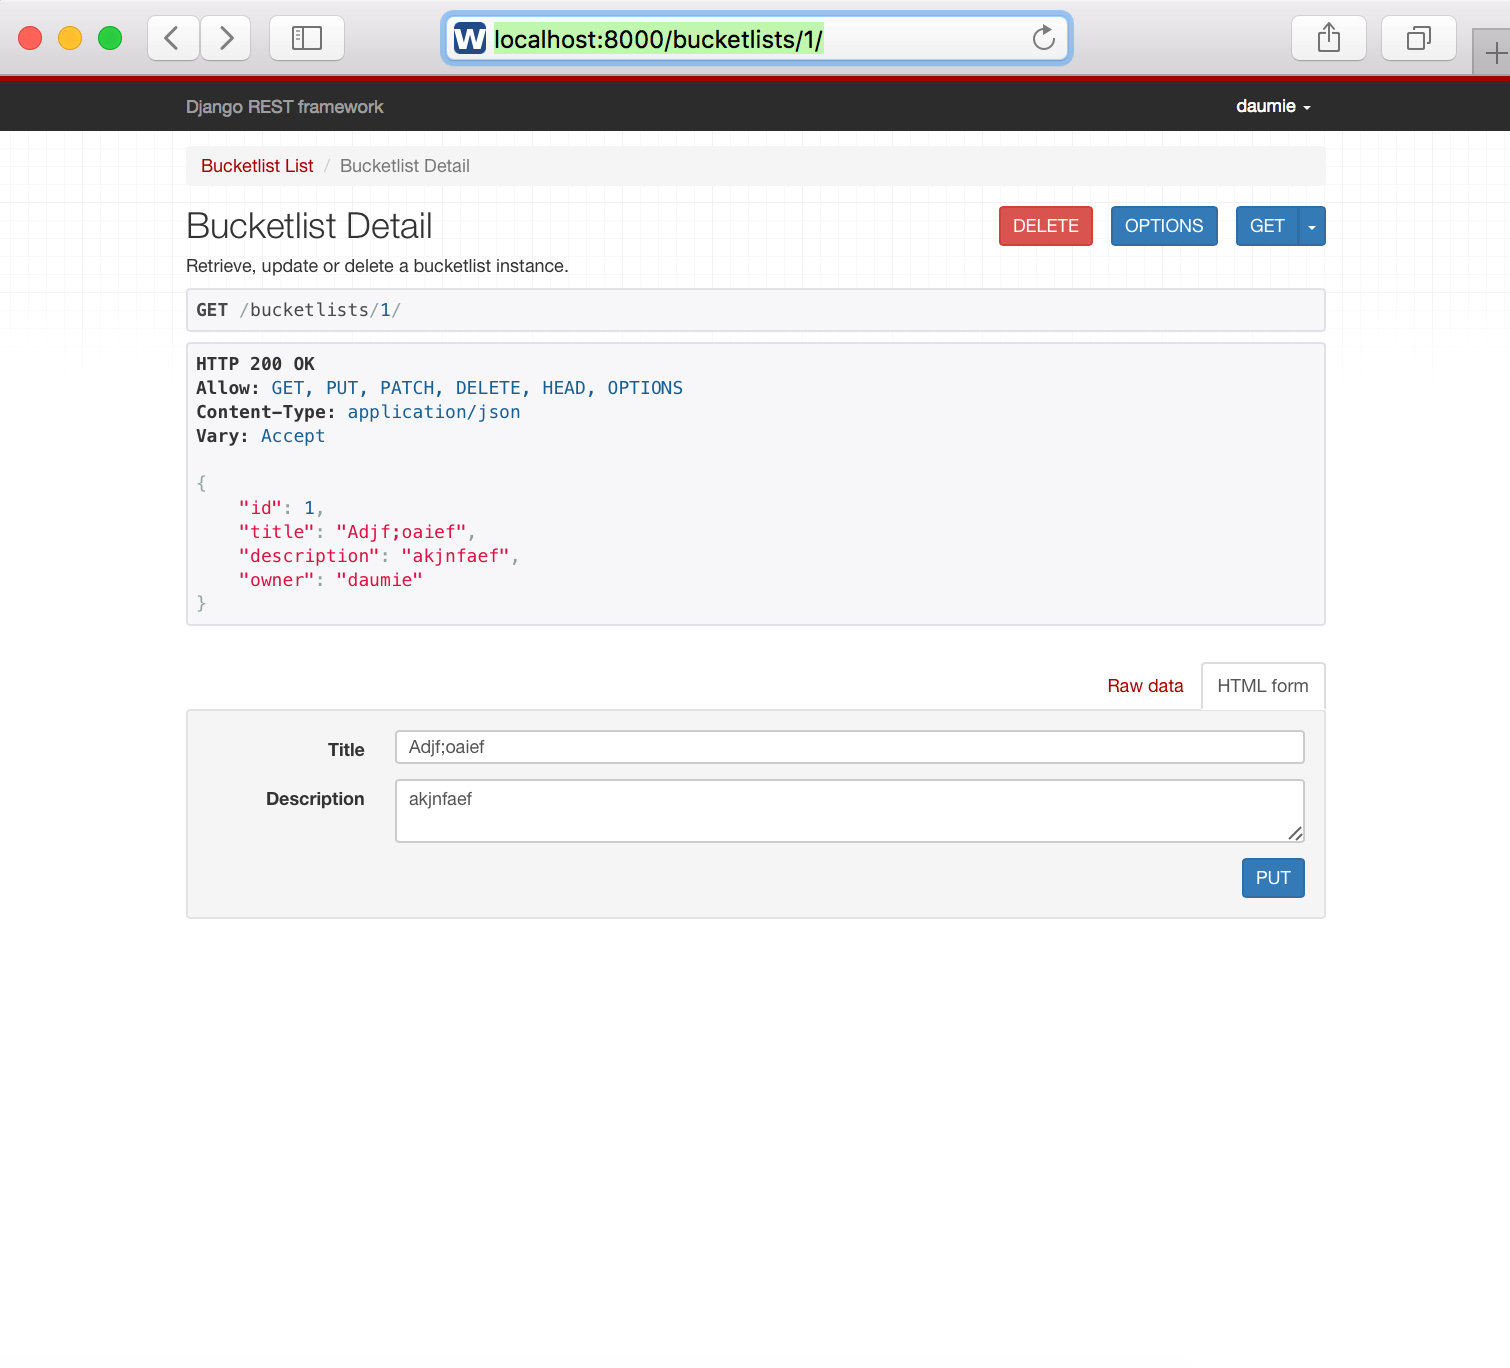 W localhost:8000/bucketlists/1/
Django REST framework
daumie
Bucketlist List / Bucketlist Detail
Bucketlist Detail
DELETE
OPTIONS
GET
Retrieve, update or delete a bucketlist instance.
GET /bucketlists/1/
HTTP 200 OK
Allow: GET, PUT, PATCH, DELETE, HEAD, OPTIONS
Content-Type: application/json
Vary: Accept
{
    "id": 1,
    "title": "Adjf;oaief",
    "description": "akjnfaef",
    "owner": "daumie"
}
Raw data
HTML form
Title
Adjf;oaief
Description
akjnfaef
PUT